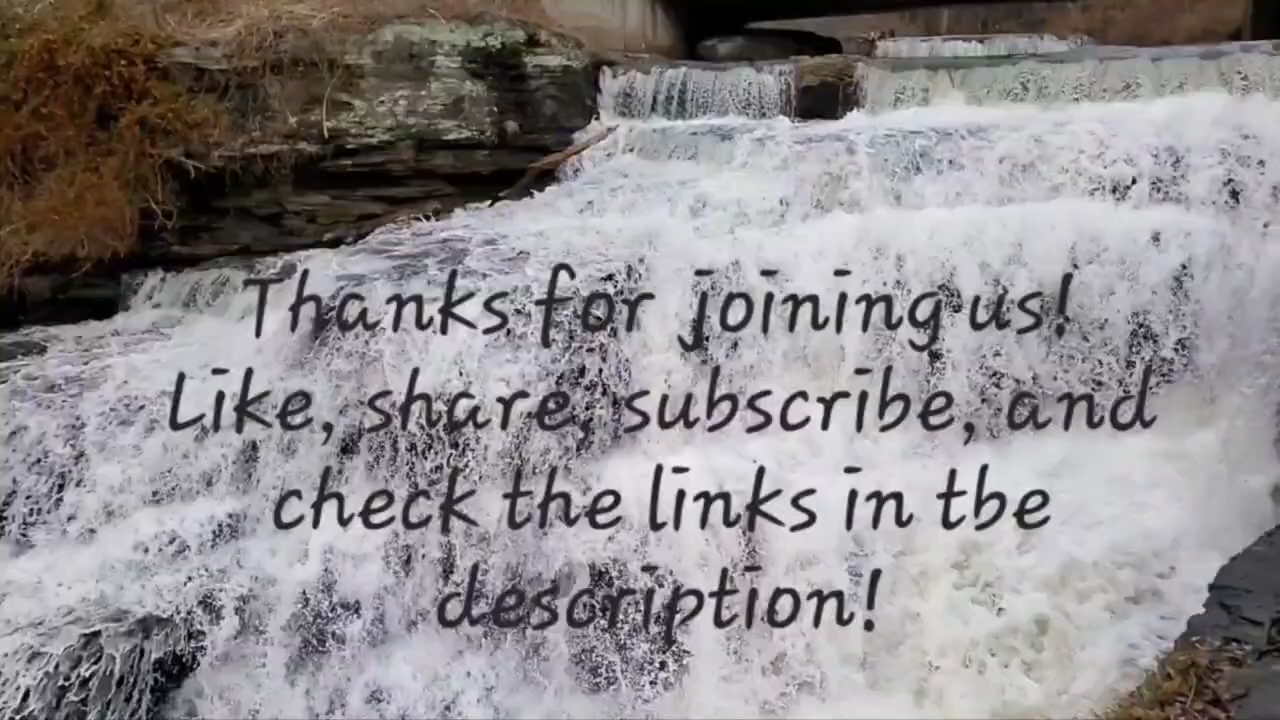 Thanks for joining us!
Like, share, subscribe, and
check the links in tbe
description!